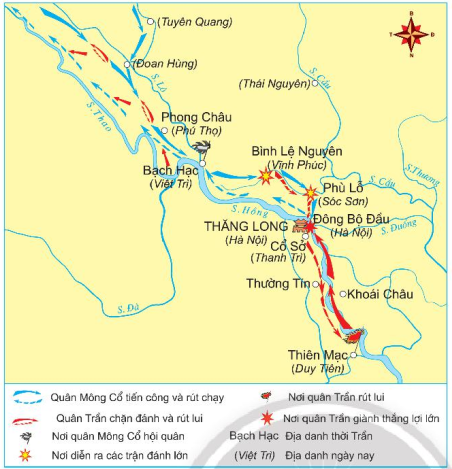 (Tuyên Quang)
Đ
T
Đ
N
(Đoan Hùng)
S. Lô
(Thái Nguyên)
S. Cầu
S. Thao
Phong Châu
(Phú Thọ)
Bình Lệ Nguyên
(Vĩnh Phúc)
Bạch Hạc
(Việt Trì)
S. Thương
Phù Lỗ
(Sóc Sơn)
S. Cầu
S. Hồng
Đông Bộ Đầu
(Hà Nội)
S. Đuống
THĂNG LONG
(Hà Nội)
Cổ Sở
(Thanh Trì)
Thường Tín
Khoái Châu
S. Đà
Thiên Mạc
(Duy Tiên)
Quân Mông Cổ tiến công và rút chạy
Nơi quân Trần rút lui
Quân Trần chặn đánh và rút lui
Nơi quân Trần giành thắng lợi lớn
Nơi quân Mông Cổ hội quân
Bạch Hạc Địa danh thời Trần
Nơi diễn ra các trận đánh lớn
(Việt Trì) Địa danh ngày nay